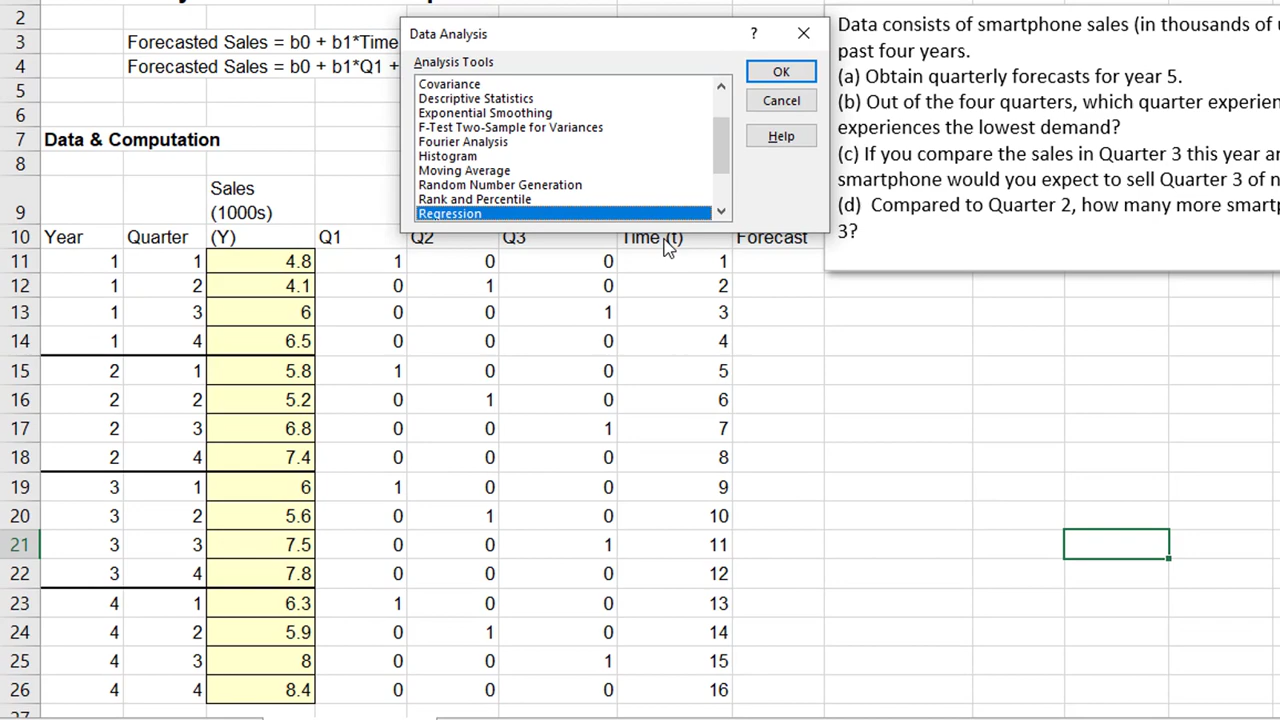 2
3 Forecasted Sales = b0 + b1*Time
4 Forecasted Sales = b0 + b1*Q1 +
5
6
7 Data & Computation
8
9 Sales
(1000s)
10 Year Quarter (Y) Q1 Q2 Q3 Time (t) Forecast
11 1 1 4.8 1 0 0 1
12 1 2 4.1 0 1 0 2
13 1 3 6 0 0 1 3
14 1 4 6.5 0 0 0 4
15 2 1 5.8 1 0 0 5
16 2 2 5.2 0 1 0 6
17 2 3 6.8 0 0 1 7
18 2 4 7.4 0 0 0 8
19 3 1 6 1 0 0 9
20 3 2 5.6 0 1 0 10
21 3 3 7.5 0 0 1 11
22 3 4 7.8 0 0 0 12
23 4 1 6.3 1 0 0 13
24 4 2 5.9 0 1 0 14
25 4 3 8 0 0 1 15
26 4 4 8.4 0 0 0 16
Data Analysis
? ✕
Analysis Tools
Covariance
Descriptive Statistics
Exponential Smoothing
F-Test Two-Sample for Variances
Fourier Analysis
Histogram
Moving Average
Random Number Generation
Rank and Percentile
Regression
OK
Cancel
Help
Data consists of smartphone sales (in thousands of
past four years.
(a) Obtain quarterly forecasts for year 5.
(b) Out of the four quarters, which quarter
experiences the lowest demand?
(c) If you compare the sales in Quarter 3 this year
smartphone would you expect to sell Quarter 3 of
(d) Compared to Quarter 2, how many more
3?